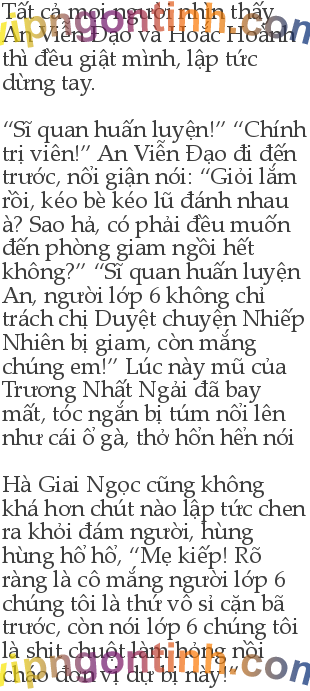 Tất cả mọi người nhìn thấy
An Viễn Đạo và Hoắc Hoành
thì đều giật mình, lập tức
dừng tay.
“Sĩ quan huấn luyện!” “Chính
trị viên!” An Viễn Đạo đi đến
trước, nổi giận nói: “Giỏi lắm
rồi, kéo bè kéo lũ đánh nhau
à? Sao hả, có phải đều muốn
đến phòng giam ngồi hết
không?” “Sĩ quan huấn luyện
An, người lớp 6 không chỉ
trách chị Duyệt chuyện Nhiếp
Nhiên bị giam, còn mắng
chúng em!” Lúc này mũ của
Trương Nhất Ngải đã bay
mất, tóc ngắn bị túm nổi lên
như cái ổ gà, thở hổn hển nói
Hà Giai Ngọc cũng không
khá hơn chút nào lập tức chen
ra khỏi đám người, hùng
hùng hổ hổ, “Mẹ kiếp! Rõ
ràng là cô mắng người lớp 6
chúng tôi là thứ vô sỉ cặn bã
trước, còn nói lớp 6 chúng tôi
là shit chuột làm hỏng nồi
cháo đơn vị dự bị này!”
vipngontinh.com
vipngontinh.com